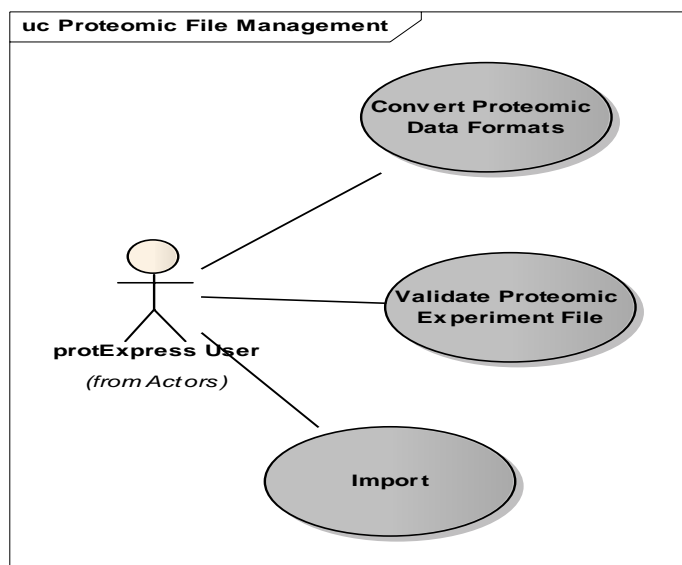 uc Proteomic File Management
Convert Proteomic
Data Formats
Validate Proteomic
Experiment File
protExpress User
(from Actors)
Import